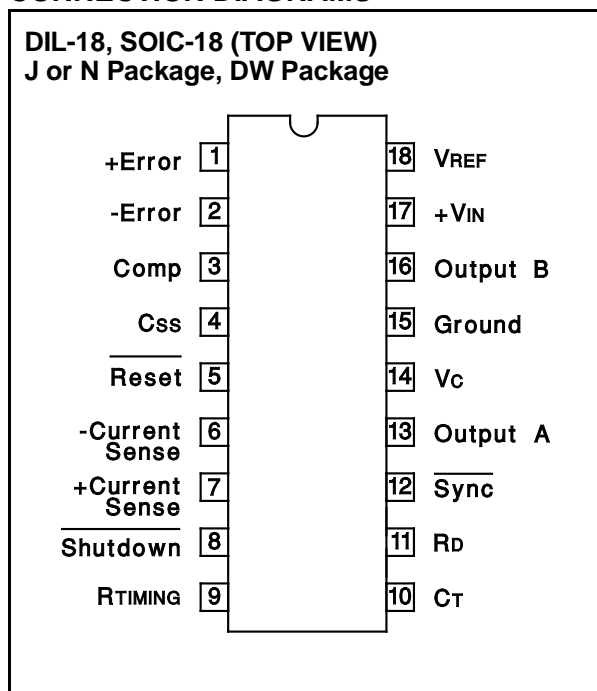 CONNECTION DIAGRAMS
DIL-18, SOIC-18 (TOP VIEW)
J or N Package, DW Package
+Error 1 18 VREF
-Error 2 17 +VIN
Comp 3 16 Output B
Css 4 15 Ground
Reset 5 14 Vc
-Current Sense 6 13 Output A
+Current Sense 7 12 Sync
Shutdown 8 11 RD
RTIMING 9 10 CT